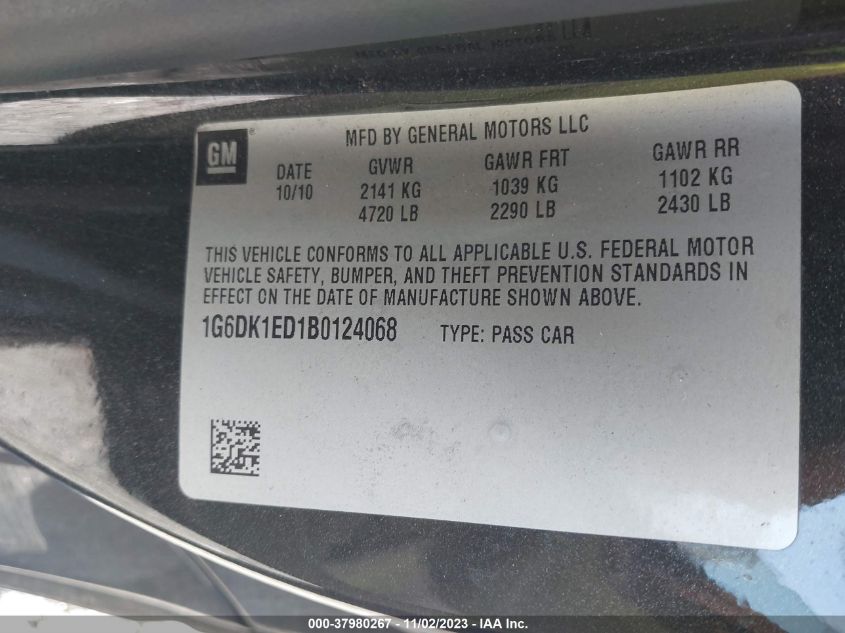 MFD BY GENERAL MOTORS LLC
GM
DATE GVWR GAWR FRT GAWR RR
10/10 2141 KG 1039 KG 1102 KG
4720 LB 2290 LB 2430 LB
THIS VEHICLE CONFORMS TO ALL APPLICABLE U.S. FEDERAL MOTOR
VEHICLE SAFETY, BUMPER, AND THEFT PREVENTION STANDARDS IN
EFFECT ON THE DATE OF MANUFACTURE SHOWN ABOVE.
1G6DK1ED1B0124068 TYPE: PASS CAR
000-37980267 - 11/02/2023 - IAA Inc.